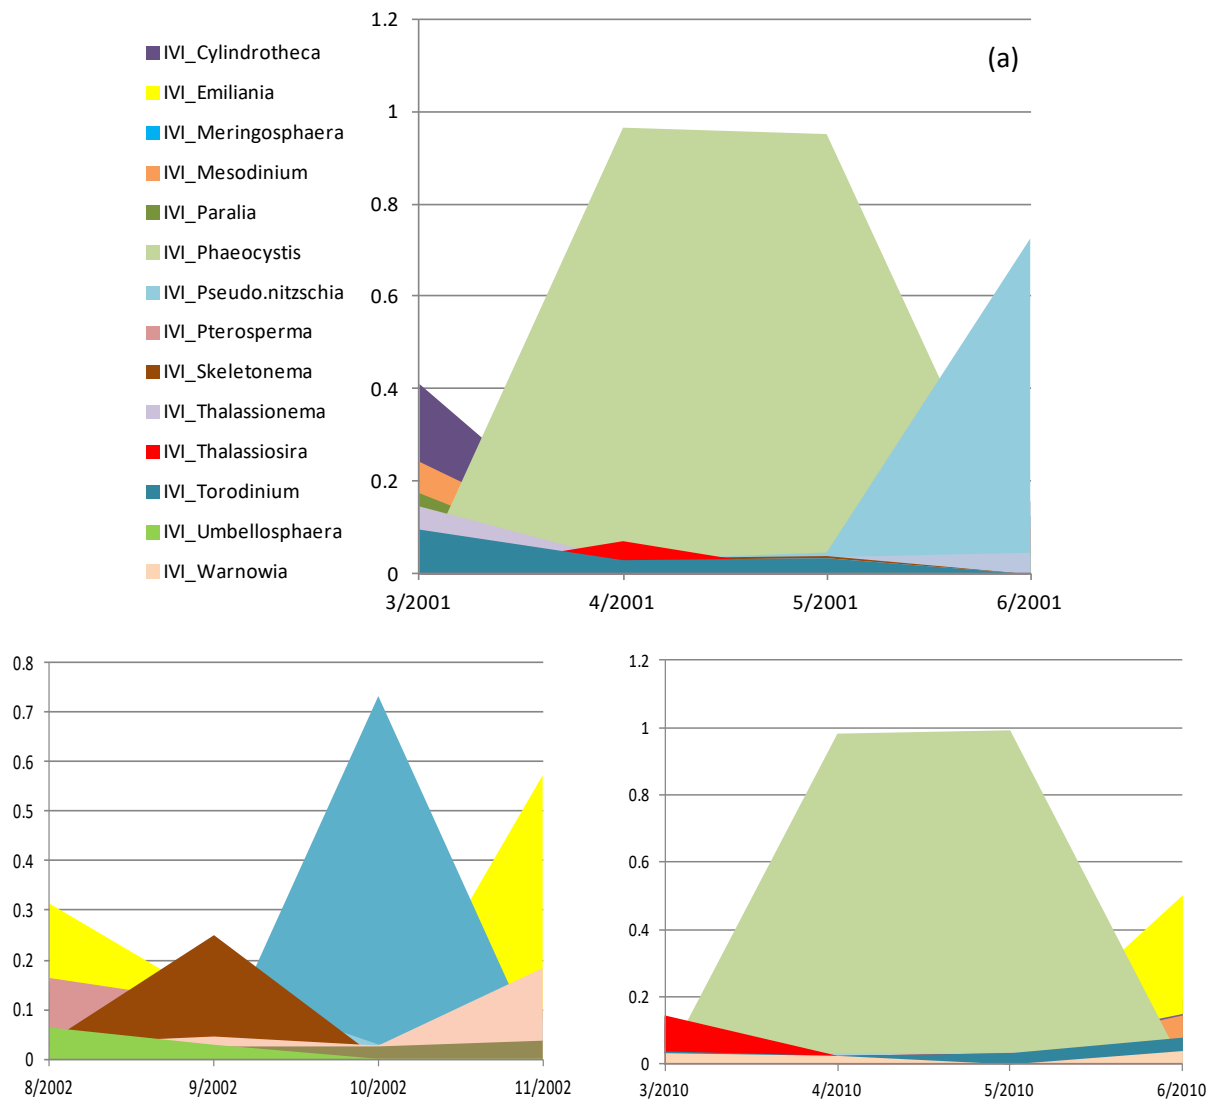 IVI_Cylindrotheca
IVI_Emiliania
IVI_Meringosphaera
IVI_Mesodinium
IVI_Paralia
IVI_Phaeocystis
IVI_Pseudo.nitzschia
IVI_Pterosperma
IVI_Skeletonema
IVI_Thalassionema
IVI_Thalassiosira
IVI_Torodinium
IVI_Umbellosphaera
IVI_Warnowia
(a)
1.2
1
0.8
0.6
0.4
0.2
0
3/2001 4/2001 5/2001 6/2001
0.8
0.7
0.6
0.5
0.4
0.3
0.2
0.1
0
8/2002 9/2002 10/2002 11/2002
1.2
1
0.8
0.6
0.4
0.2
0
3/2010 4/2010 5/2010 6/2010